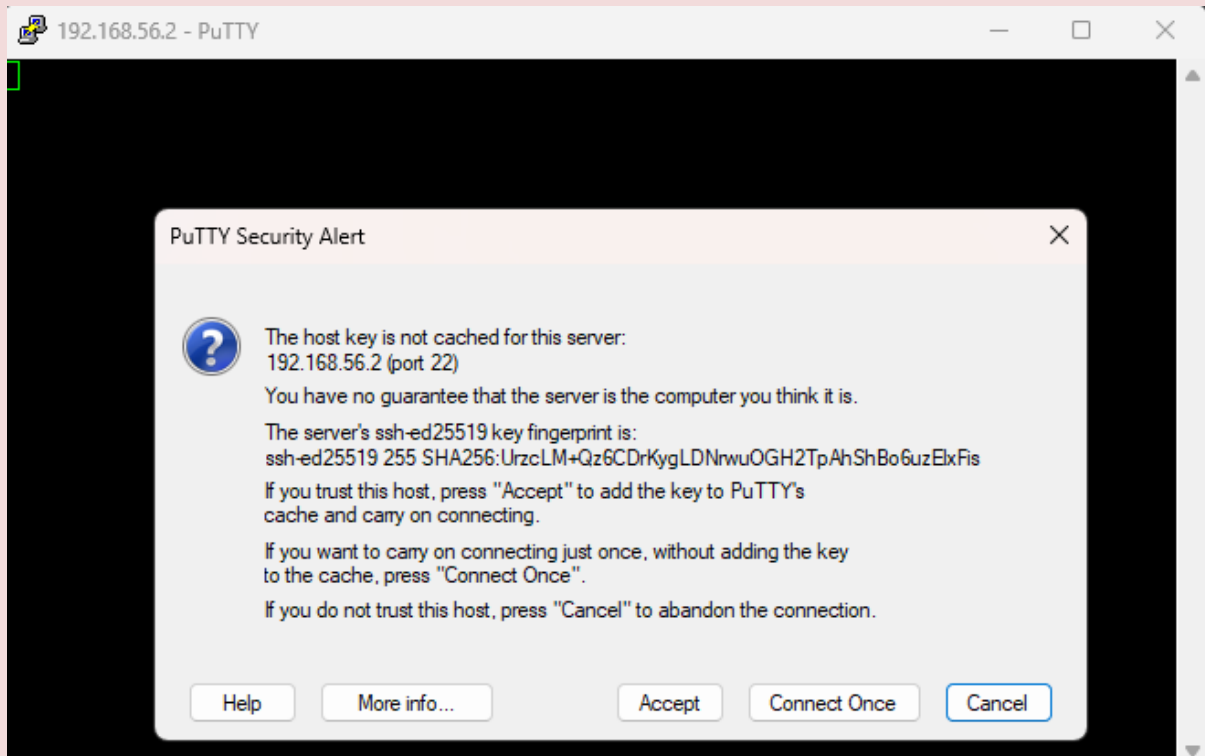 192.168.56.2 - PuTTY
PuTTY Security Alert
The host key is not cached for this server:
192.168.56.2 (port 22)
You have no guarantee that the server is the computer you think it is.
The server's ssh-ed25519 key fingerprint is:
ssh-ed25519 255 SHA256:UrzcLM+Qz6CDrKygLDNrwuOGH2TpAhShBo6uzElxFis
If you trust this host, press "Accept" to add the key to PuTTY's
cache and carry on connecting.
If you want to carry on connecting just once, without adding the key
to the cache, press "Connect Once".
If you do not trust this host, press "Cancel" to abandon the connection.
Help More info... Accept Connect Once Cancel